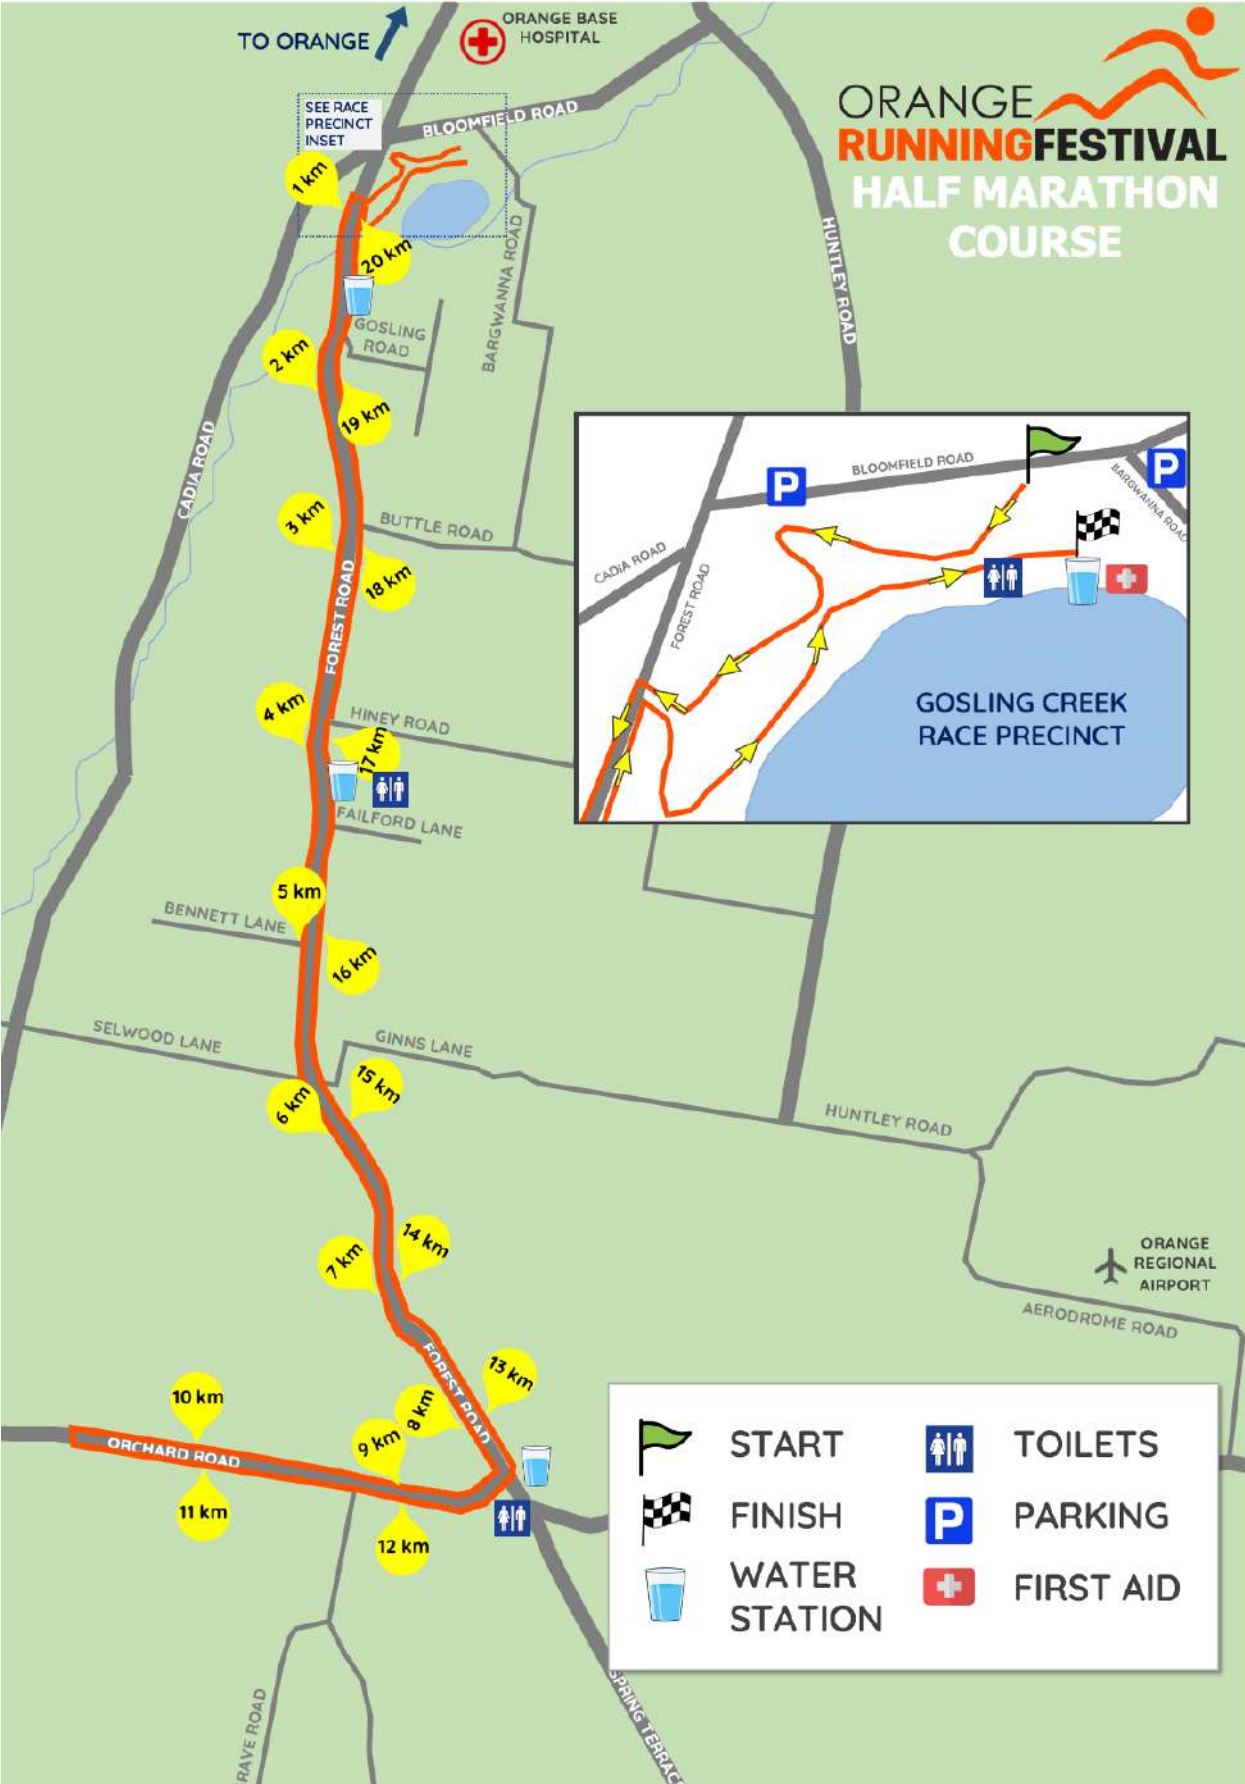 TO ORANGE
ORANGE BASE
HOSPITAL
ORANGE
RUNNINGFESTIVAL
HALF MARATHON
COURSE
SEE RACE
PRECINCT
INSET
BLOOMFIELD ROAD
1 km
20 km
HUNTLEY ROAD
BARGWANNA ROAD
GOSLING
ROAD
2 km
19 km
CADIA ROAD
3 km
BUTTLE ROAD
18 km
FOREST ROAD
4 km
HINEY ROAD
17 km
FAILFORD LANE
5 km
BENNETT LANE
16 km
P
BLOOMFIELD ROAD
P
BARGWANNA ROAD
CADIA ROAD
FOREST ROAD
GOSLING CREEK
RACE PRECINCT
SELWOOD LANE
GINNS LANE
15 km
6 km
HUNTLEY ROAD
14 km
7 km
ORANGE
REGIONAL
AIRPORT
AERODROME ROAD
FOREST ROAD
13 km
8 km
10 km
9 km
ORCHARD ROAD
11 km
12 km
START
TOILETS
FINISH
P
PARKING
WATER
STATION
FIRST AID
RAVE ROAD
SPRING TERRAC